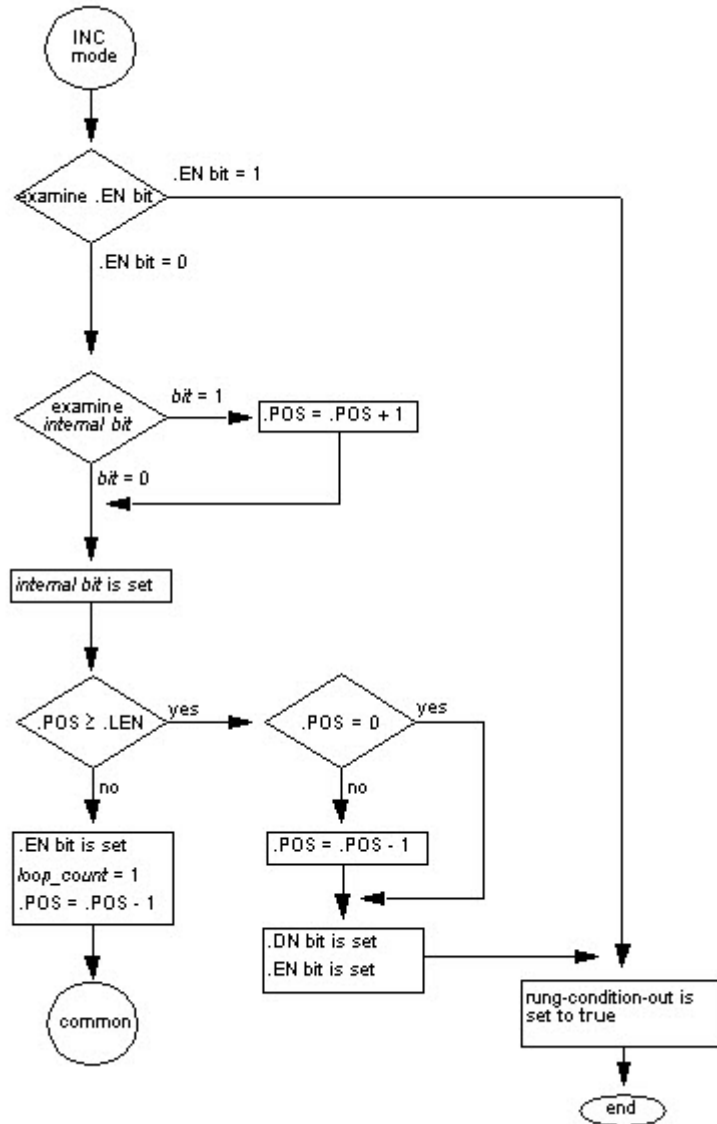 INC
mode
.EN bit = 1
examine .EN bit
.EN bit = 0
examine
internal bit
bit = 1
.POS = .POS + 1
bit = 0
internal bit is set
.POS ≥ .LEN
yes
.POS = 0
yes
no
no
.EN bit is set
loop_count = 1
.POS = .POS - 1
.POS = .POS - 1
.DN bit is set
.EN bit is set
rung-condition-out is
set to true
common
end